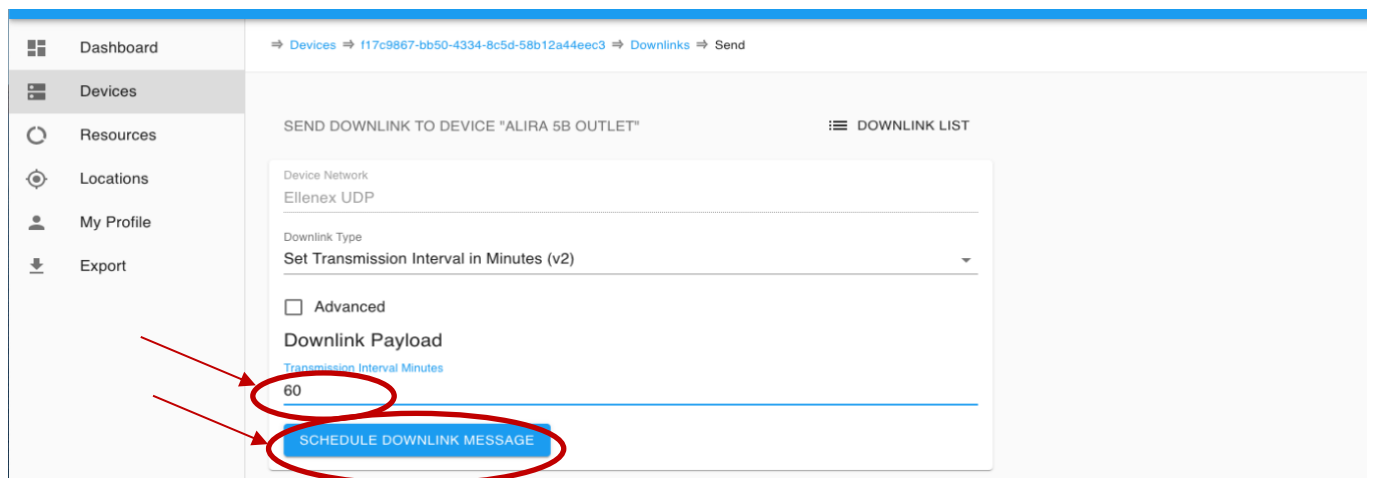 Dashboard
Devices
Resources
Locations
My Profile
Export
⇒ Devices ⇒ f17c9867-bb50-4334-8c5d-58b12a44eec3 ⇒ Downlinks ⇒ Send
SEND DOWNLINK TO DEVICE "ALIRA 5B OUTLET"
DOWNLINK LIST
Device Network
Ellenex UDP
Downlink Type
Set Transmission Interval in Minutes (v2)
Advanced
Downlink Payload
Transmission Interval Minutes
60
SCHEDULE DOWNLINK MESSAGE